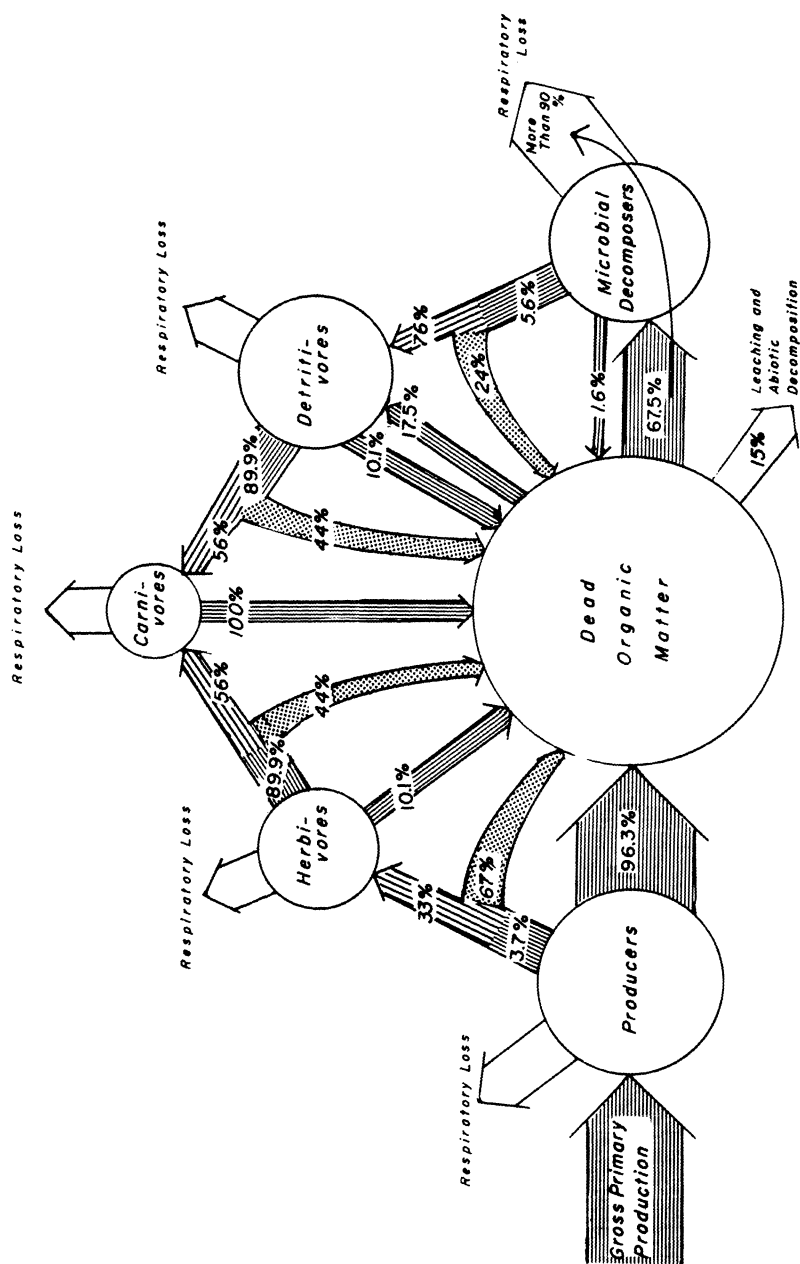 Respiratory Loss
Respiratory Loss
Respiratory Loss
Respiratory Loss
Respiratory
Loss
More
Than 90
%
Microbial
Decomposers
Detriti-
vores
Carni-
vores
Herbi-
vores
Producers
Dead
Organic
Matter
Gross Primary
Production
Leaching and
Abiotic
Decomposition
15%
67.5%
1.6%
5.6%
76%
24%
17.5%
10.1%
89.9%
56%
44%
100%
56%
44%
89.9%
10.1%
33%
67%
3.7%
96.3%